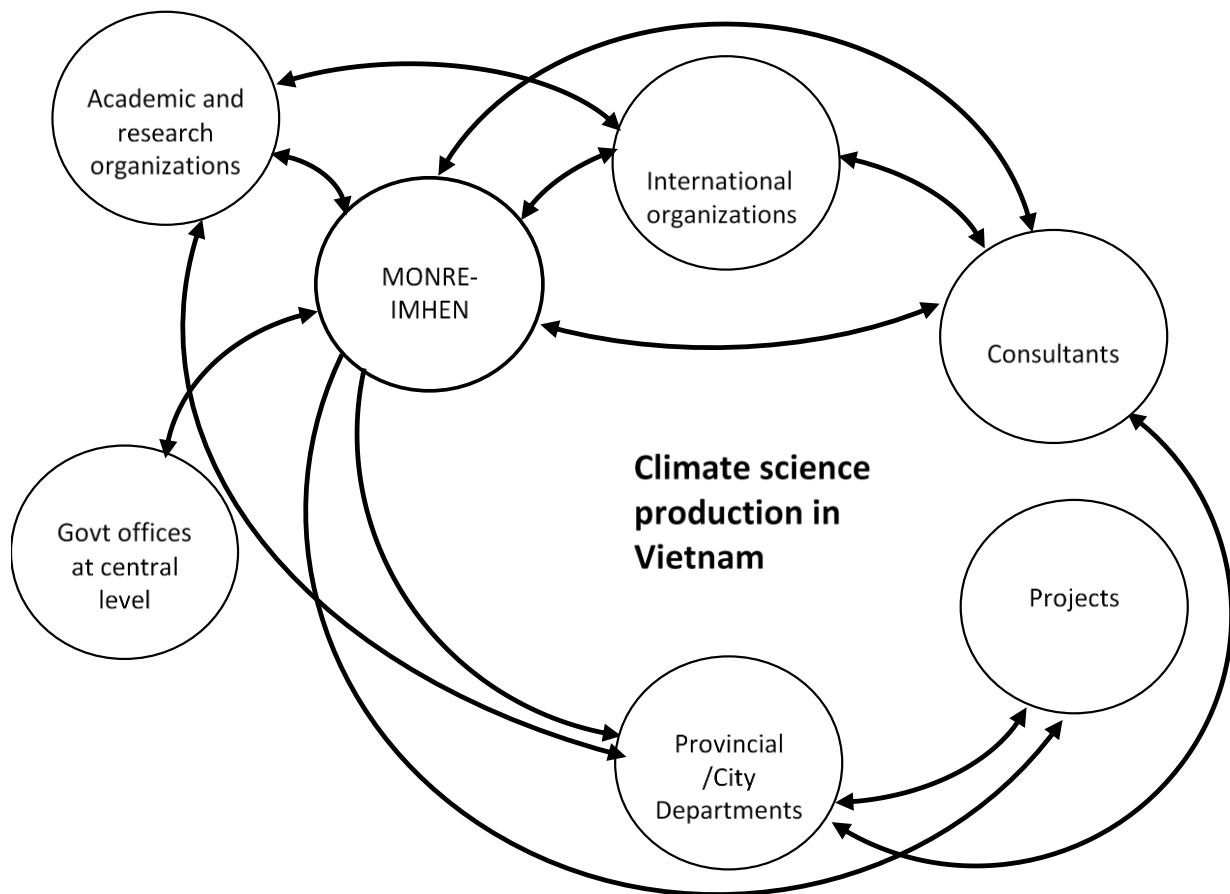 Academic and
research
organizations
International
organizations
MONRE-
IMHEN
Consultants
Climate science
production in
Vietnam
Govt offices
at central
level
Projects
Provincial
/City
Departments